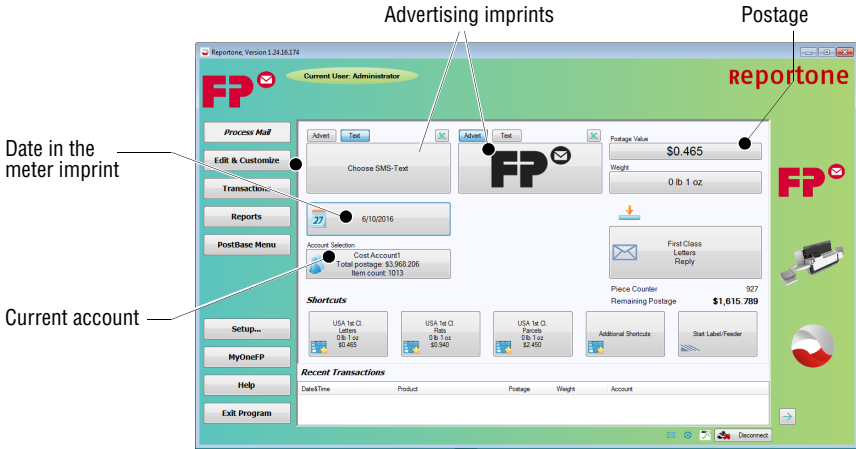 Advertising imprints
Postage
Reportone, Version 1.24.16.174
FP
Current User: Administrator
Reportone
Process Mail
Edit & Customize
Transactions
Reports
PostBase Menu
Setup...
MyOneFP
Help
Exit Program
Date in the
meter imprint
Current account
Advert Text
Choose SMS-Text
Advert Text
FP
Postage Value
$0.465
Weight
0 lb 1 oz
27
6/10/2016
Account Selection
Cost Account1
Total postage: $3,968.206
Item count: 1013
First Class
Letters
Reply
Piece Counter 927
Remaining Postage $1,615.789
Shortcuts
USA 1st Cl.
Letters
0 lb 1 oz
$0.465
USA 1st Cl.
Flats
0 lb 1 oz
$0.940
USA 1st Cl.
Parcels
0 lb 1 oz
$2.450
Additional Shortcuts
Start Label/Feeder
Recent Transactions
Date&Time Product Postage Weight Account
FP
Disconnect